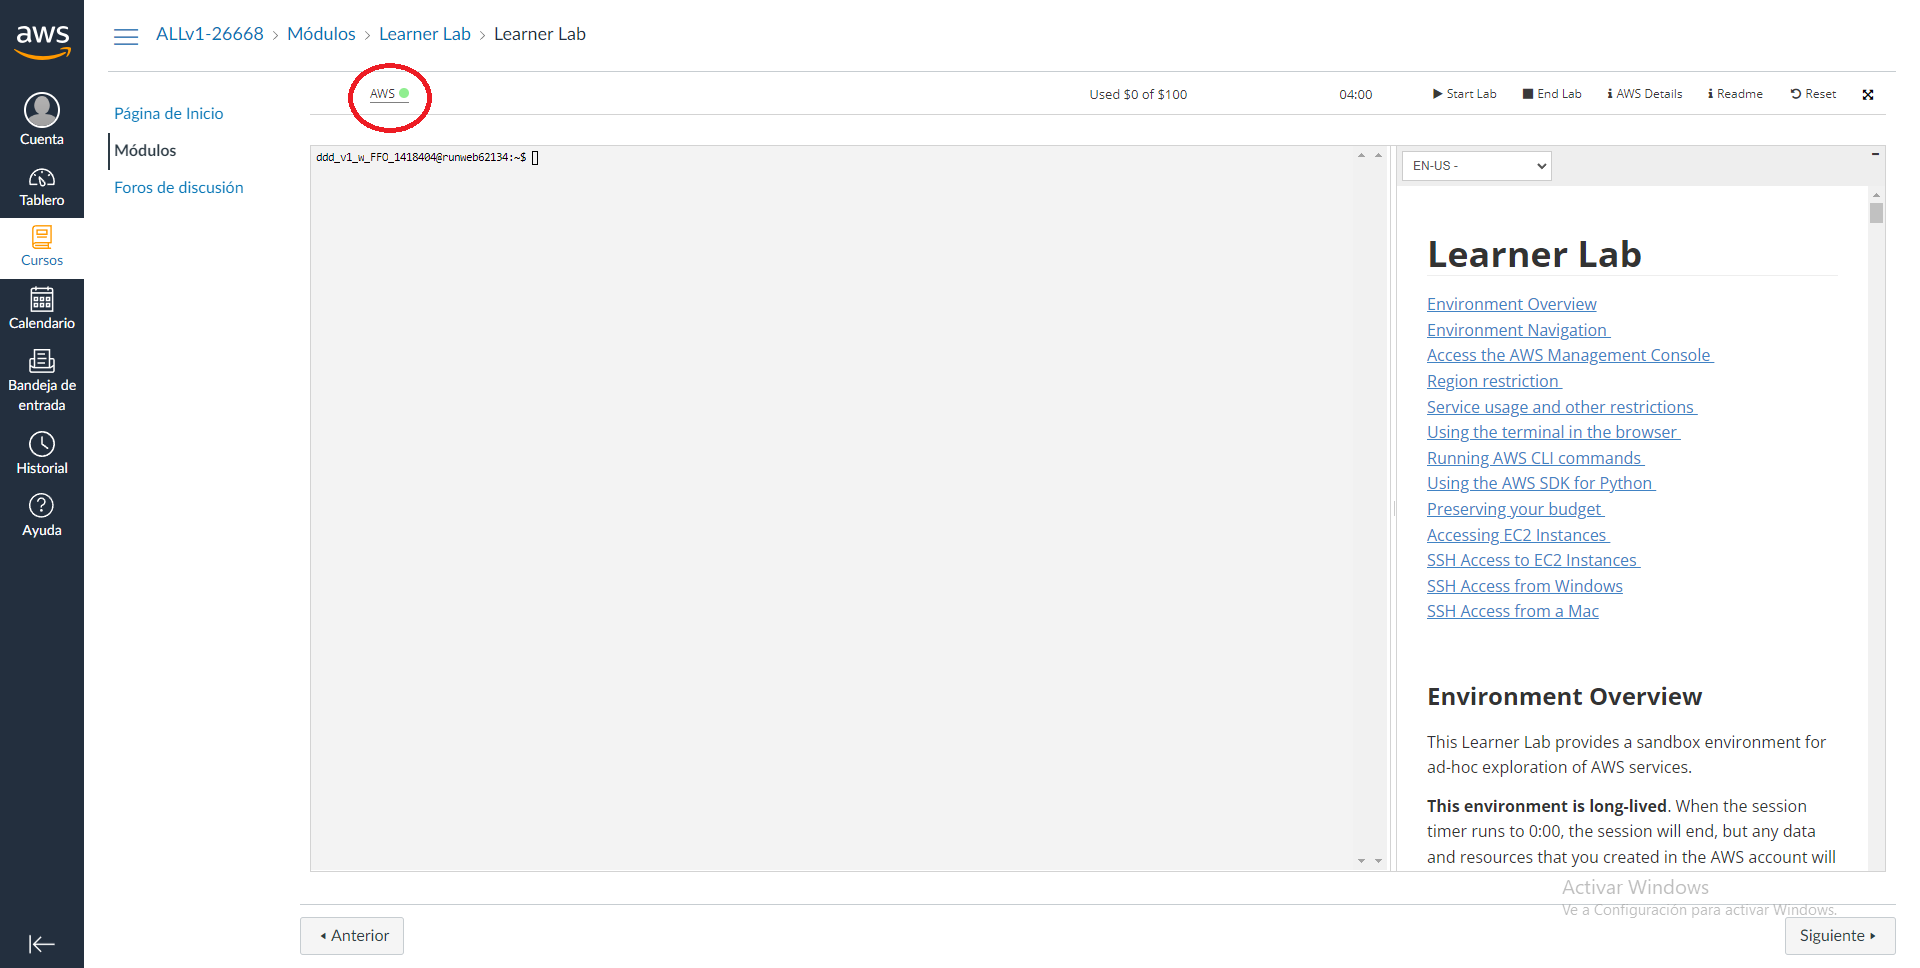 aws
Cuenta
Tablero
Cursos
Calendario
Bandeja de
entrada
Historial
Ayuda
ALLv1-26668 › Módulos › Learner Lab › Learner Lab
Página de Inicio
Módulos
Foros de discusión
AWS
Used $0 of $100
04:00
Start Lab
End Lab
AWS Details
Readme
Reset
ddd_v1_w_FFO_1418404@runweb62134:~$
EN-US -
Learner Lab
Environment Overview
Environment Navigation
Access the AWS Management Console
Region restriction
Service usage and other restrictions
Using the terminal in the browser
Running AWS CLI commands
Using the AWS SDK for Python
Preserving your budget
Accessing EC2 Instances
SSH Access to EC2 Instances
SSH Access from Windows
SSH Access from a Mac
Environment Overview
This Learner Lab provides a sandbox environment for
ad-hoc exploration of AWS services.
This environment is long-lived. When the session
timer runs to 0:00, the session will end, but any data
and resources that you created in the AWS account will
Activar Windows
Ve a Configuración para activar Windows.
Anterior
Siguiente